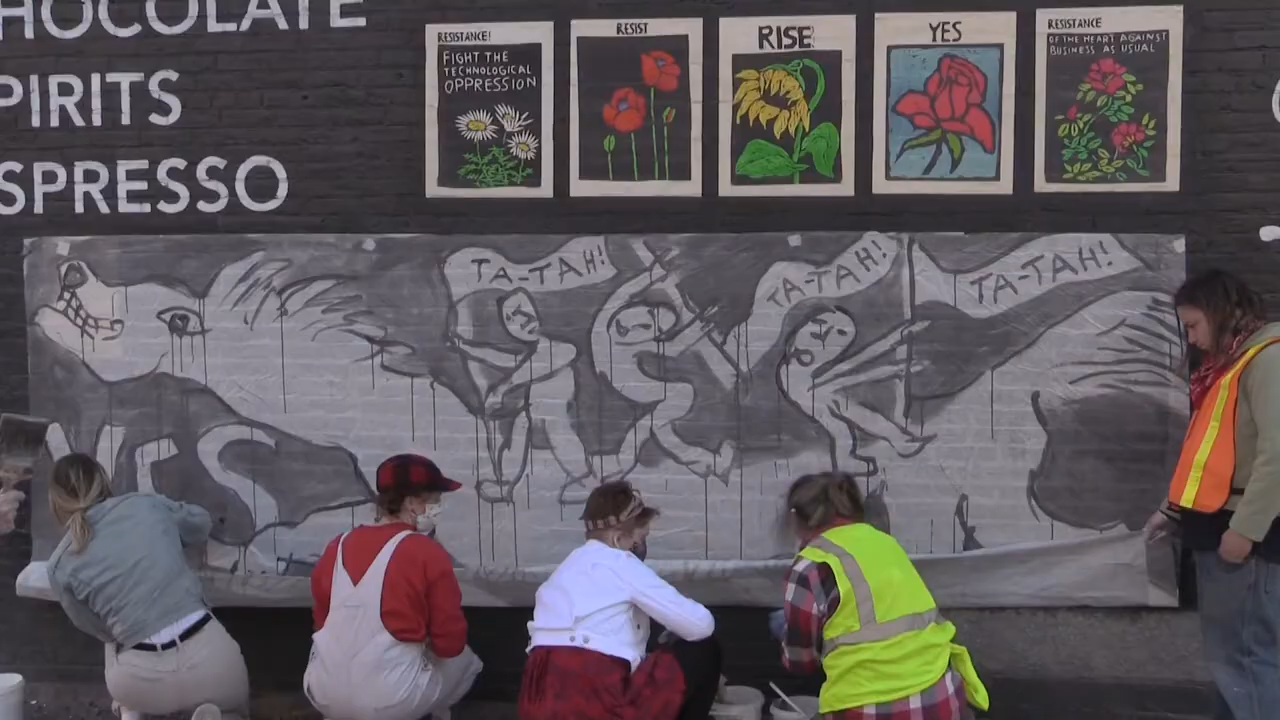 HOCOLATE
PIRITS
SPRESSO
RESISTANCE!
FIGHT THE
TECHNOLOGICAL
OPPRESSION
RESIST
RISE
YES
RESISTANCE
OF THE HEART AGAINST
BUSINESS AS USUAL
TA-TAH!
TA-TAH!
TA-TAH!